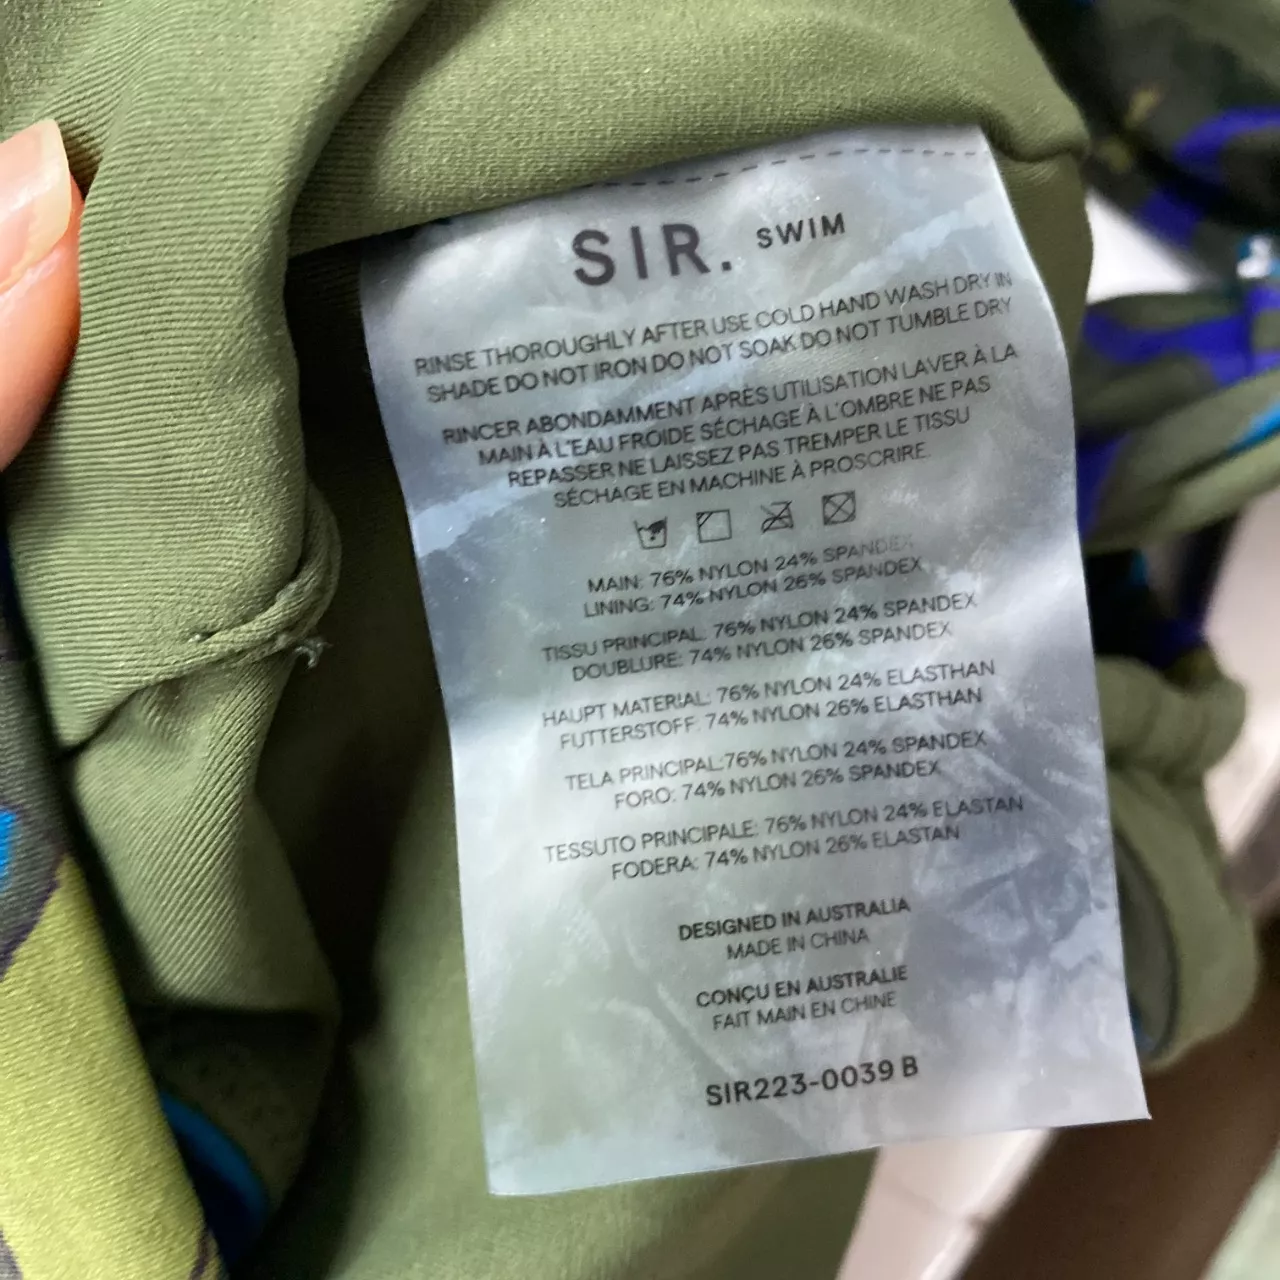 SIR. SWIM
RINSE THOROUGHLY AFTER USE COLD HAND WASH DRY IN
SHADE DO NOT IRON DO NOT SOAK DO NOT TUMBLE DRY
RINCER ABONDAMMENT APRÈS UTILISATION LAVER À LA
MAIN À L'EAU FROIDE SÉCHAGE À L'OMBRE NE PAS
REPASSER NE LAISSEZ PAS TREMPER LE TISSU
SÉCHAGE EN MACHINE À PROSCRIRE.
MAIN: 76% NYLON 24% SPANDEX
LINING: 74% NYLON 26% SPANDEX
TISSU PRINCIPAL: 76% NYLON 24% SPANDEX
DOUBLURE: 74% NYLON 26% SPANDEX
HAUPT MATERIAL: 76% NYLON 24% ELASTHAN
FUTTERSTOFF: 74% NYLON 26% ELASTHAN
TELA PRINCIPAL:76% NYLON 24% SPANDEX
FORO: 74% NYLON 26% SPANDEX
TESSUTO PRINCIPALE: 76% NYLON 24% ELASTAN
FODERA: 74% NYLON 26% ELASTAN
DESIGNED IN AUSTRALIA
MADE IN CHINA
CONÇU EN AUSTRALIE
FAIT MAIN EN CHINE
SIR223-0039 B